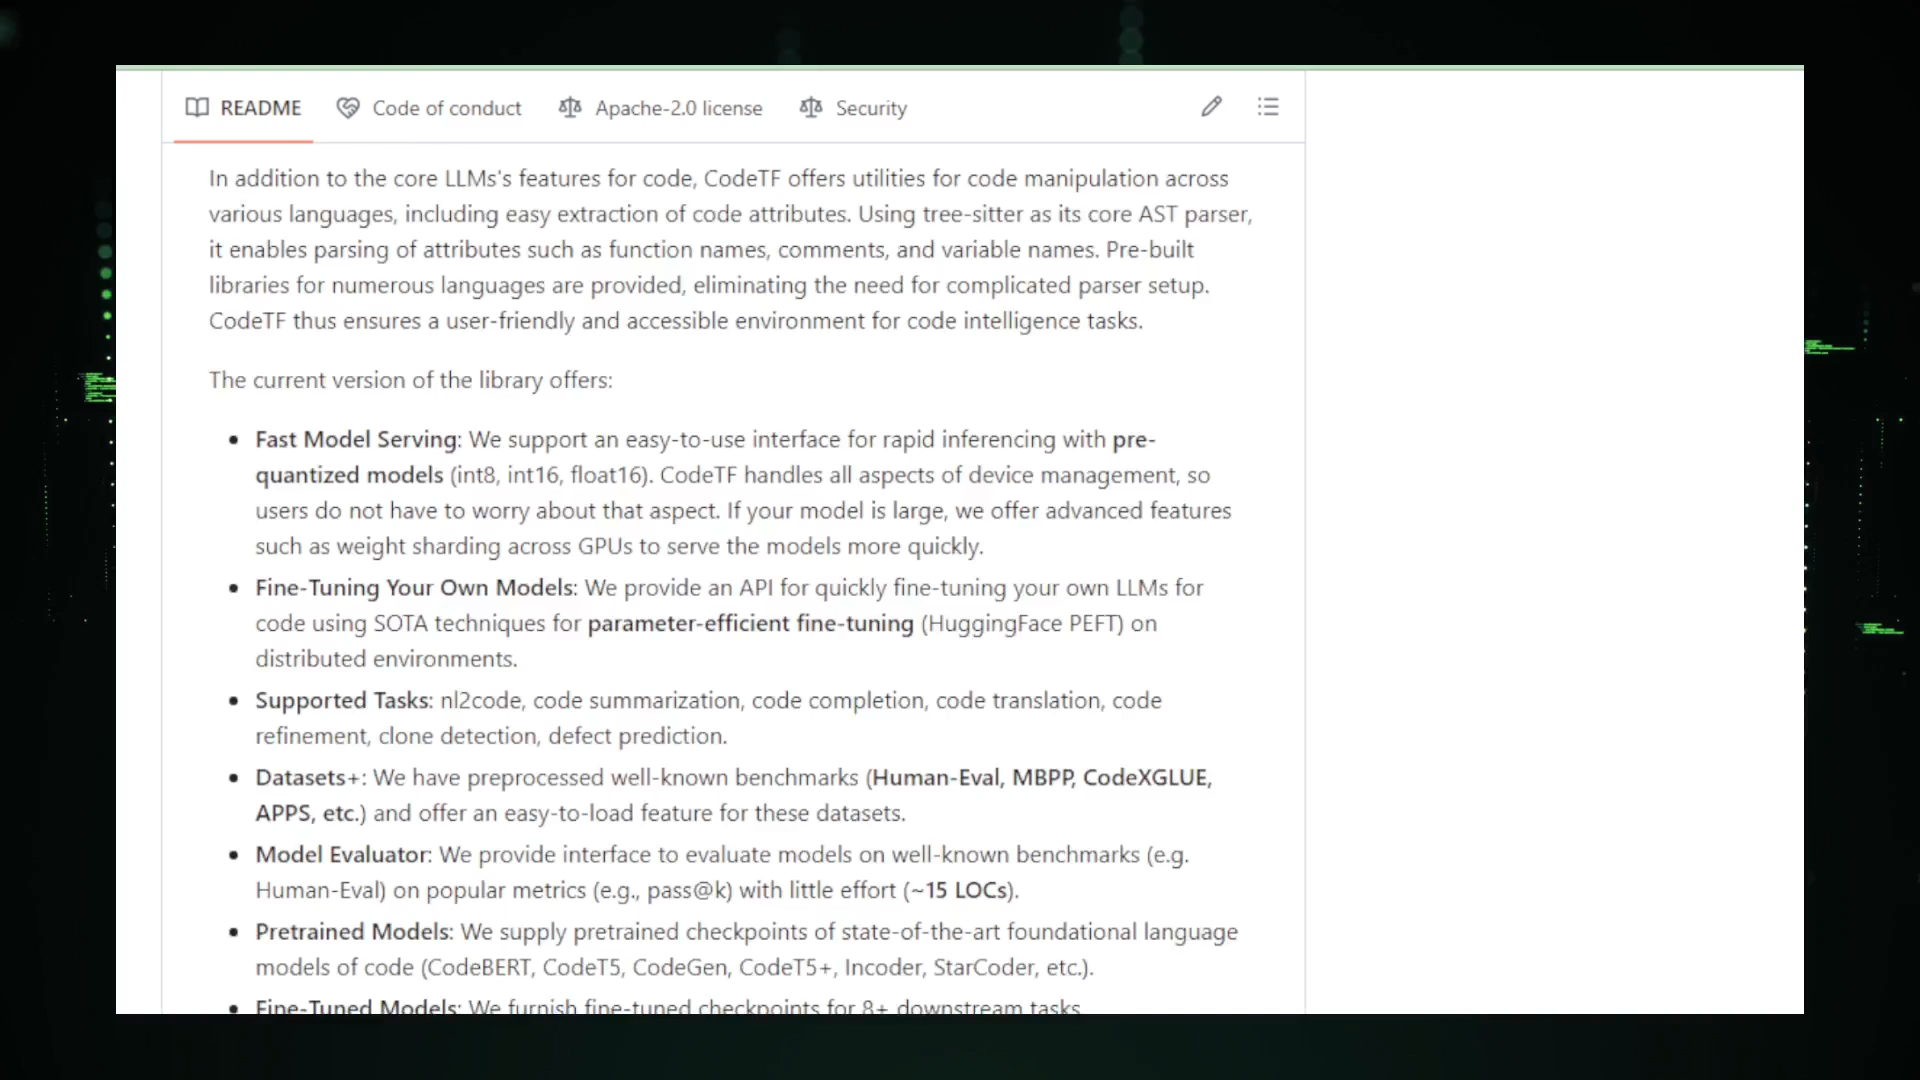 README Code of conduct Apache-2.0 license Security
In addition to the core LLMs's features for code, CodeTF offers utilities for code manipulation across
various languages, including easy extraction of code attributes. Using tree-sitter as its core AST parser,
it enables parsing of attributes such as function names, comments, and variable names. Pre-built
libraries for numerous languages are provided, eliminating the need for complicated parser setup.
CodeTF thus ensures a user-friendly and accessible environment for code intelligence tasks.
The current version of the library offers:
• Fast Model Serving: We support an easy-to-use interface for rapid inferencing with pre-
quantized models (int8, int16, float16). CodeTF handles all aspects of device management, so
users do not have to worry about that aspect. If your model is large, we offer advanced features
such as weight sharding across GPUs to serve the models more quickly.
• Fine-Tuning Your Own Models: We provide an API for quickly fine-tuning your own LLMs for
code using SOTA techniques for parameter-efficient fine-tuning (HuggingFace PEFT) on
distributed environments.
• Supported Tasks: nl2code, code summarization, code completion, code translation, code
refinement, clone detection, defect prediction.
• Datasets+: We have preprocessed well-known benchmarks (Human-Eval, MBPP, CodeXGLUE,
APPS, etc.) and offer an easy-to-load feature for these datasets.
• Model Evaluator: We provide interface to evaluate models on well-known benchmarks (e.g.
Human-Eval) on popular metrics (e.g., pass@k) with little effort (~15 LOCs).
• Pretrained Models: We supply pretrained checkpoints of state-of-the-art foundational language
models of code (CodeBERT, CodeT5, CodeGen, CodeT5+, Incoder, StarCoder, etc.).
• Fine-Tuned Models: We furnish fine-tuned checkpoints for 8+ downstream tasks